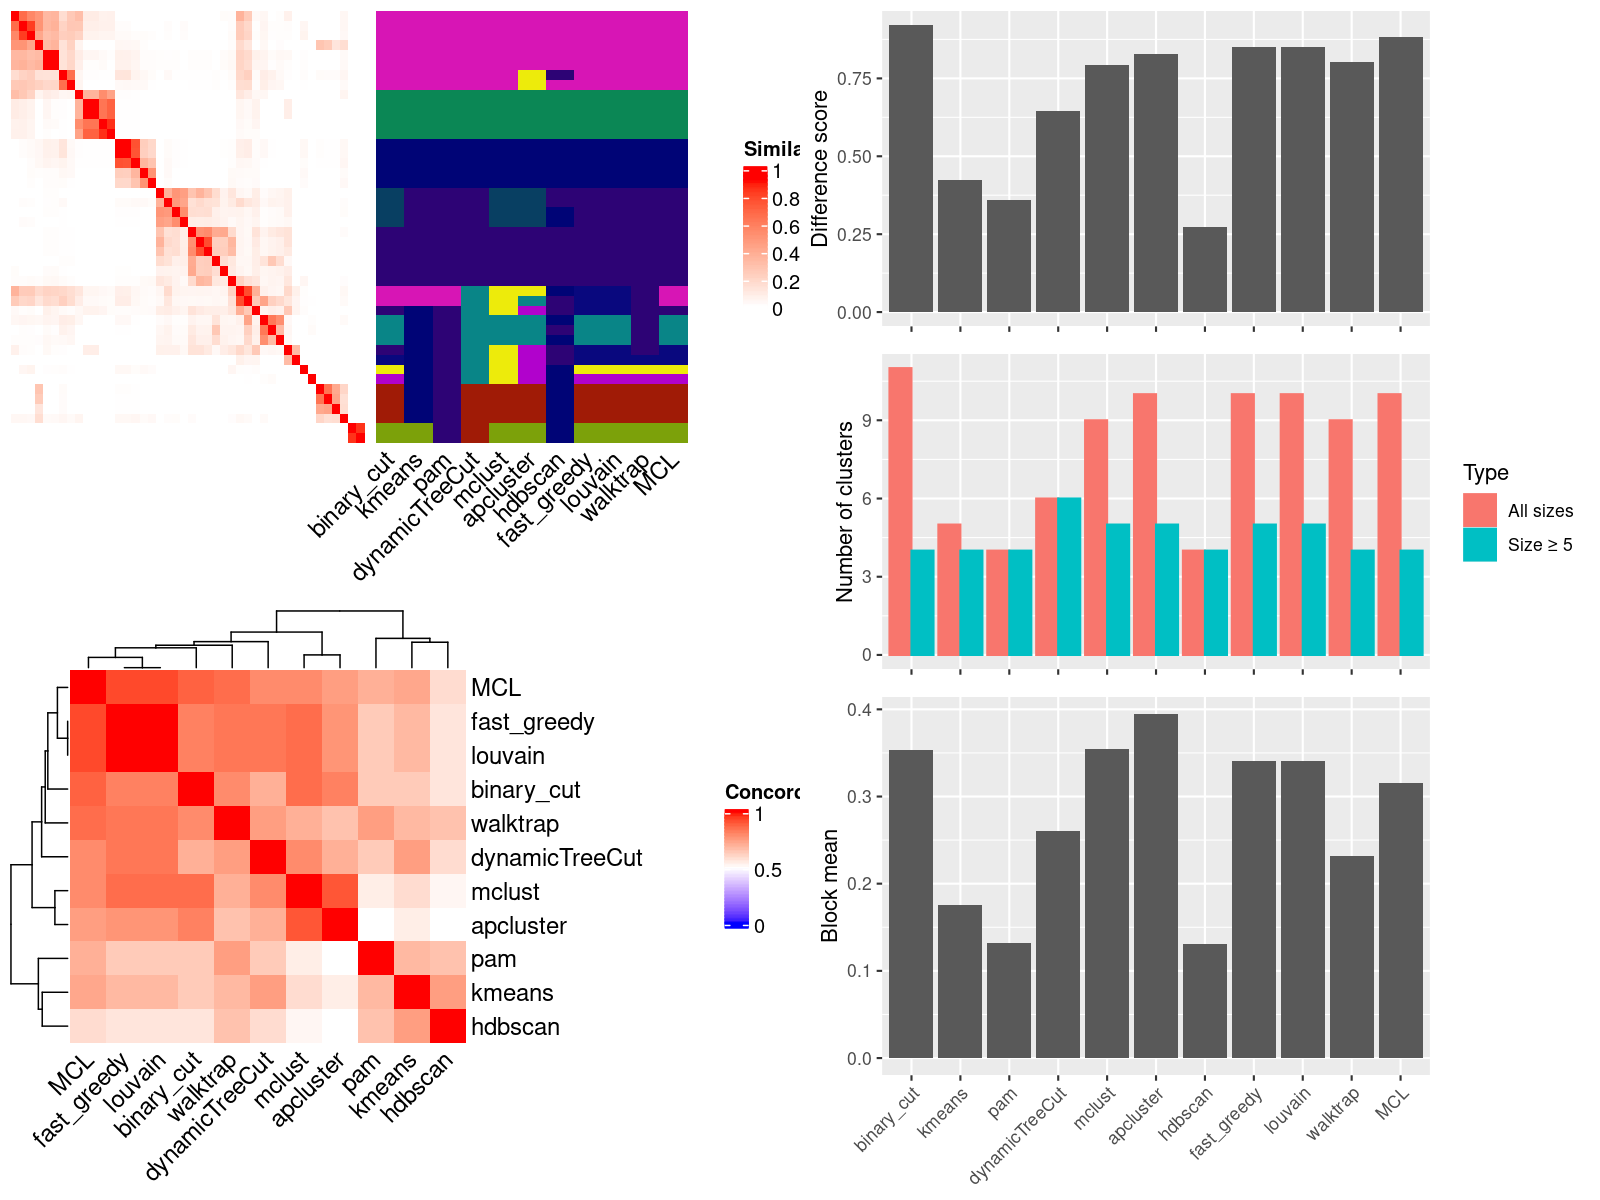 Simila
1
0.8
0.6
0.4
0.2
0
binary_cut
kmeans
pam
dynamicTreeCut
mclust
apcluster
hdbscan
fast_greedy
louvain
walktrap
MCL
MCL
fast_greedy
louvain
binary_cut
walktrap
dynamicTreeCut
mclust
apcluster
pam
kmeans
hdbscan
MCL
fast_greedy
louvain
binary_cut
walktrap
dynamicTreeCut
mclust
apcluster
pam
kmeans
hdbscan
Concord
1
0.5
0
Difference score
0.75
0.50
0.25
0.00
Number of clusters
9
6
3
0
Type
All sizes
Size ≥ 5
Block mean
0.4
0.3
0.2
0.1
0.0
binary_cut
kmeans
pam
dynamicTreeCut
mclust
apcluster
hdbscan
fast_greedy
louvain
walktrap
MCL